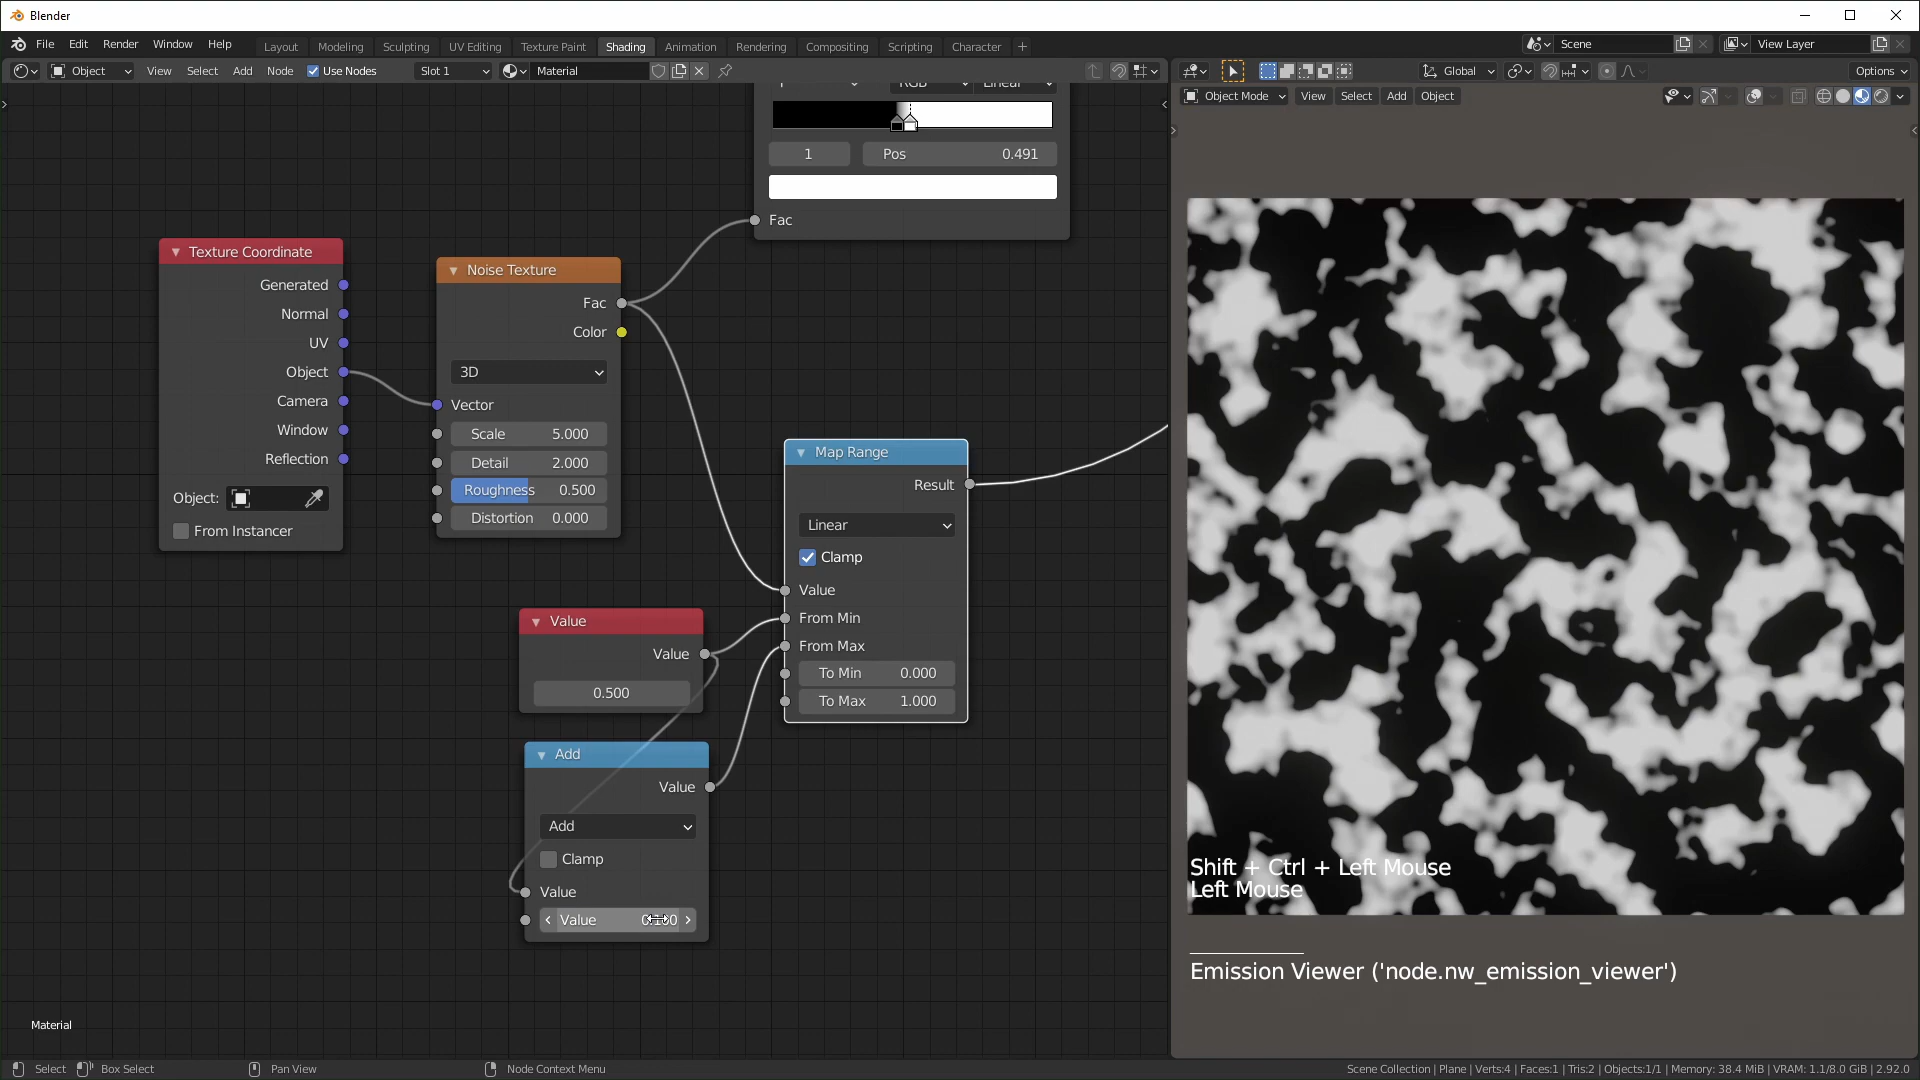 Blender
File Edit Render Window Help
Layout Modeling Sculpting UV Editing Texture Paint Shading Animation Rendering Compositing Scripting Character +
Scene
View Layer
Object View Select Add Node Use Nodes Slot 1 Material
Global Options
Object Mode View Select Add Object
RGB Linear
1 Pos 0.491
Fac
Texture Coordinate
Generated
Normal
UV
Object
Camera
Window
Reflection
Object:
From Instancer
Noise Texture
Fac
Color
3D
Vector
Scale 5.000
Detail 2.000
Roughness 0.500
Distortion 0.000
Map Range
Result
Linear
Clamp
Value
From Min
From Max
To Min 0.000
To Max 1.000
Value
Value
0.500
Add
Value
Add
Clamp
Value
Value
Shift + Ctrl + Left Mouse
Left Mouse
Emission Viewer ('node.nw_emission_viewer')
Material
Select Box Select Pan View Node Context Menu
Scene Collection | Plane | Verts:4 | Faces:1 | Tris:2 | Objects:1/1 | Memory: 38.4 MiB | VRAM: 1.1/8.0 GiB | 2.92.0